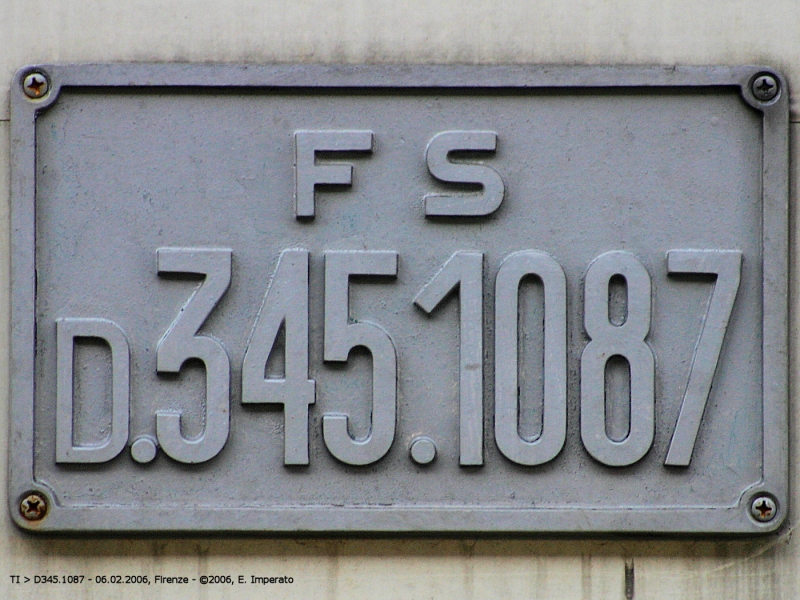 FS
D.345.1087
TI > D345.1087 - 06.02.2006, Firenze - ©2006, E. Imperato